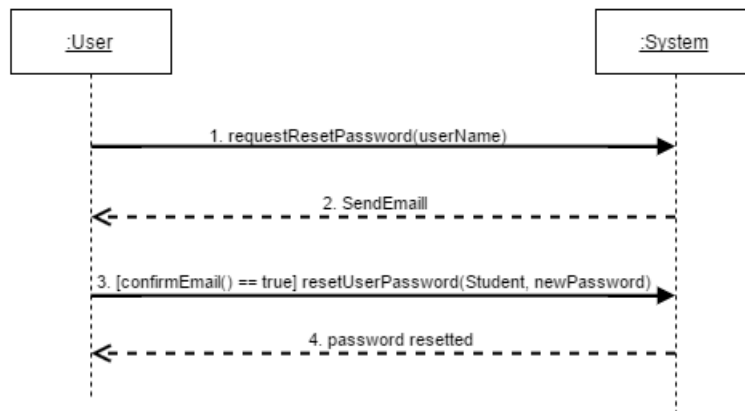 :User
:System
1. requestResetPassword(userName)
2. SendEmaill
3. [confirmEmail() == true] resetUserPassword(Student, newPassword)
4. password resetted